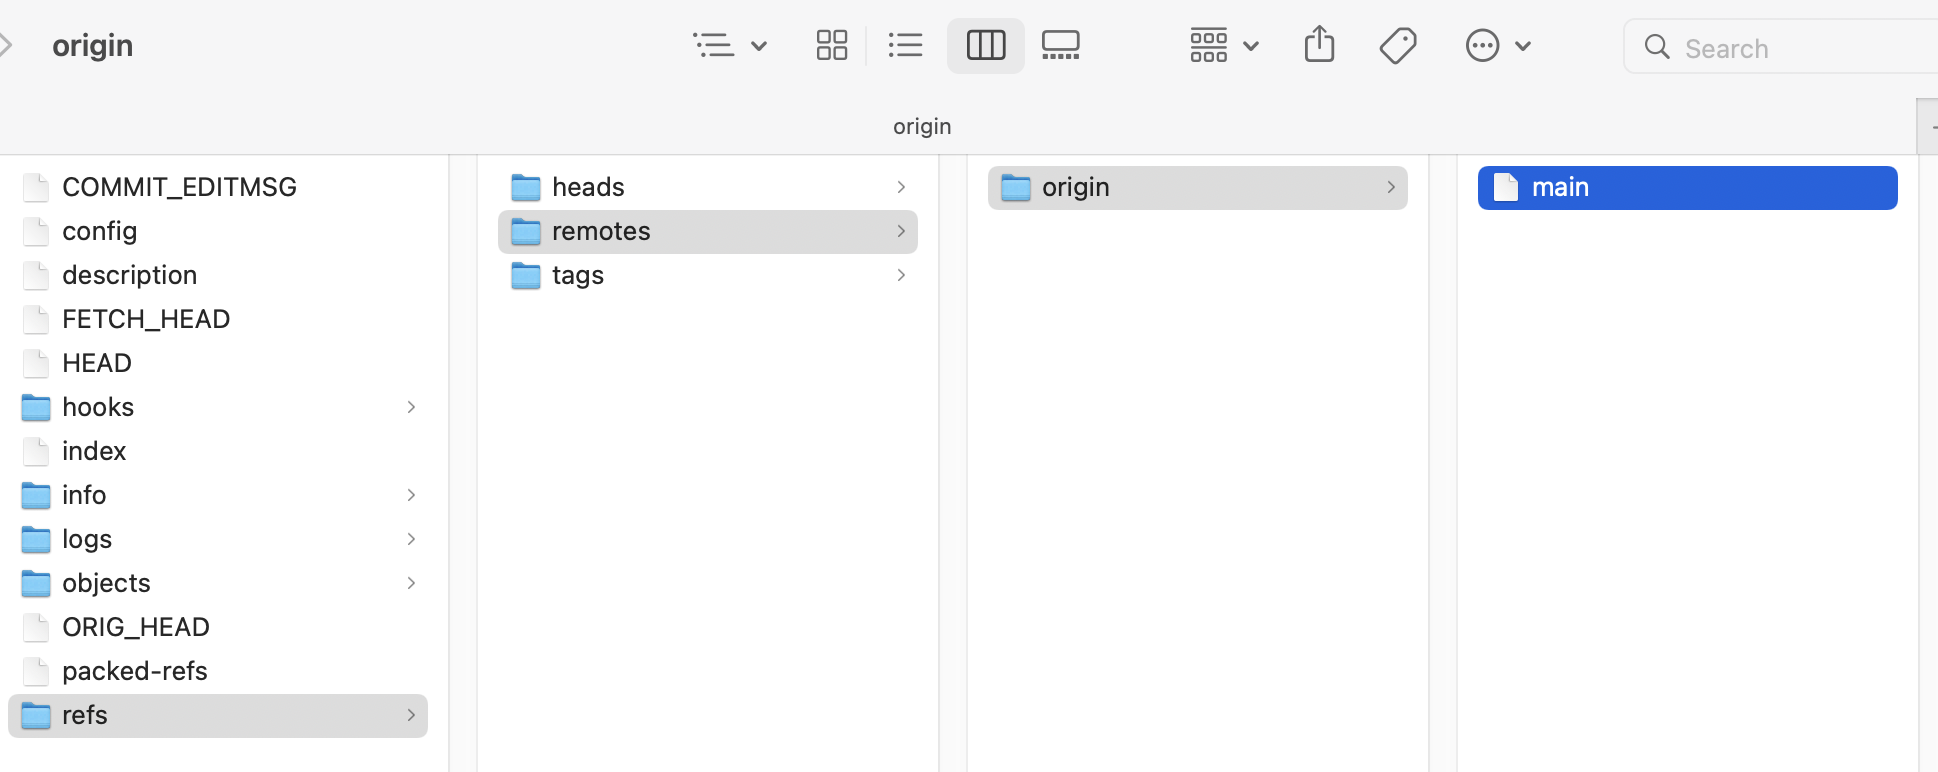 origin
Search
origin
COMMIT_EDITMSG
config
description
FETCH_HEAD
HEAD
hooks
index
info
logs
objects
ORIG_HEAD
packed-refs
refs
heads
remotes
tags
origin
main